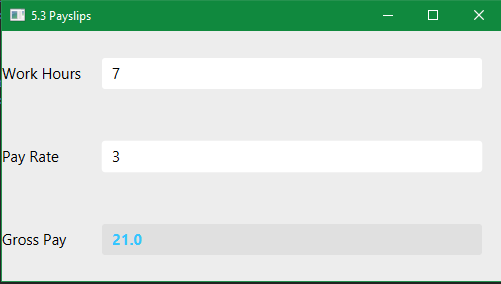 5.3 Payslips
Work Hours 7
Pay Rate 3
Gross Pay 21.0